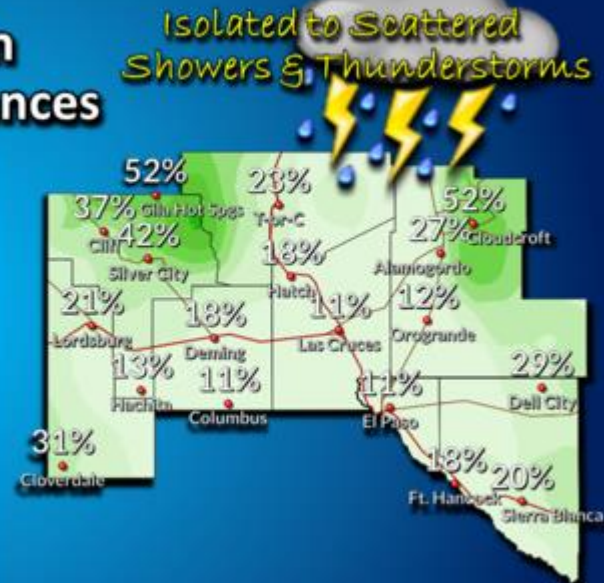 n
nces
Isolated to Scattered
Showers & Thunderstorms
52%
Gila Hot Spgs
37%
Cliff
42%
Silver City
23%
T-or-C
18%
Hatch
52%
Cloudcroft
27%
Alamogordo
21%
Lordsburg
18%
Deming
11%
Las Cruces
12%
Orogrande
13%
Hachita
11%
Columbus
11%
El Paso
29%
Dell City
31%
Cloverdale
18%
Ft. Hancock
20%
Sierra Blanca